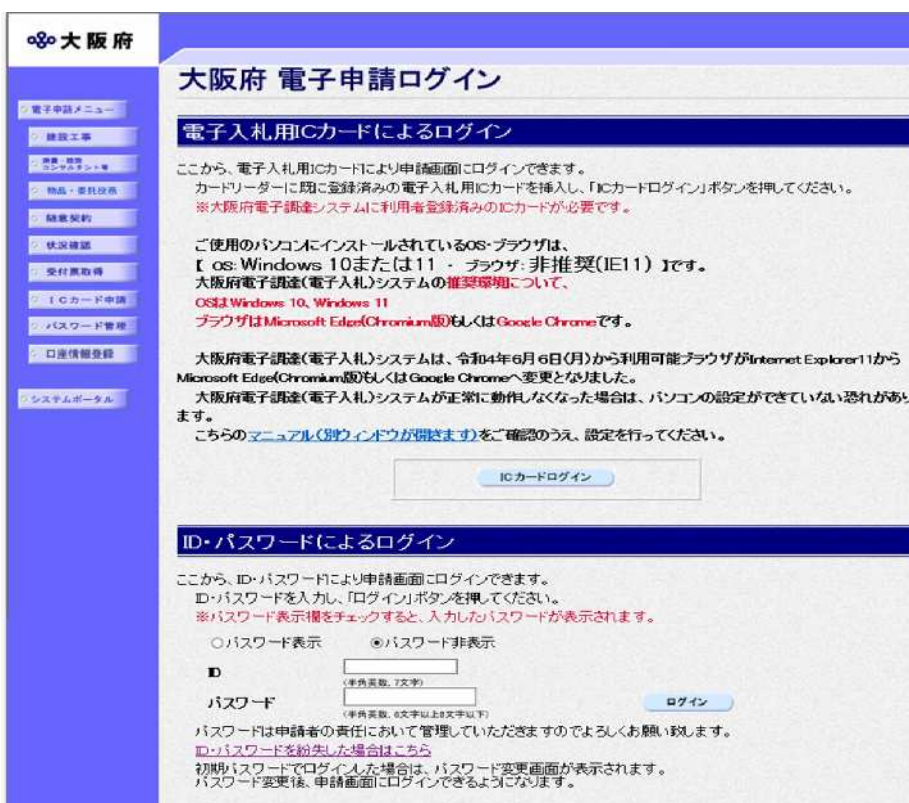 大阪府
大阪府 電子申請ログイン
電子申請メニュー
建設工事
測量・建設
コンサルタント等
物品・委託役務
随意契約
状況確認
受付票取得
ICカード申請
パスワード管理
口座情報登録
システムポータル
電子入札用ICカードによるログイン
ここから、電子入札用ICカードにより申請画面にログインできます。
カードリーダーに既に登録済みの電子入札用ICカードを挿入し、「ICカードログイン」ボタンを押してください。
※大阪府電子調達システムに利用者登録済みのICカードが必要です。
ご使用のパソコンにインストールされているOS・ブラウザは、
【 OS: Windows 10または11 ・ ブラウザ: 非推奨(IE11) 】です。
大阪府電子調達(電子入札)システムの推奨環境について、
OSはWindows 10、Windows 11
ブラウザはMicrosoft Edge(Chromium版)もしくはGoogle Chromeです。
大阪府電子調達(電子入札)システムは、令和4年6月6日(月)から利用可能ブラウザがInternet Explorer11から
Microsoft Edge(Chromium版)もしくはGoogle Chromeへ変更となりました。
大阪府電子調達(電子入札)システムが正常に動作しなくなった場合は、パソコンの設定ができていない恐れがあり
ます。
こちらのマニュアル(別ウィンドウが開きます)をご確認のうえ、設定を行ってください。
ICカードログイン
ID・パスワードによるログイン
ここから、ID・パスワードにより申請画面にログインできます。
ID・パスワードを入力し、「ログイン」ボタンを押してください。
※パスワード表示欄をチェックすると、入力したパスワードが表示されます。
パスワード表示 パスワード非表示
ID
(半角英数、7文字)
パスワード ログイン
(半角英数、6文字以上8文字以下)
パスワードは申請者の責任において管理していただきますのでよろしくお願い致します。
ID・パスワードを紛失した場合はこちら
初期パスワードでログインした場合は、パスワード変更画面が表示されます。
パスワード変更後、申請画面にログインできるようになります。